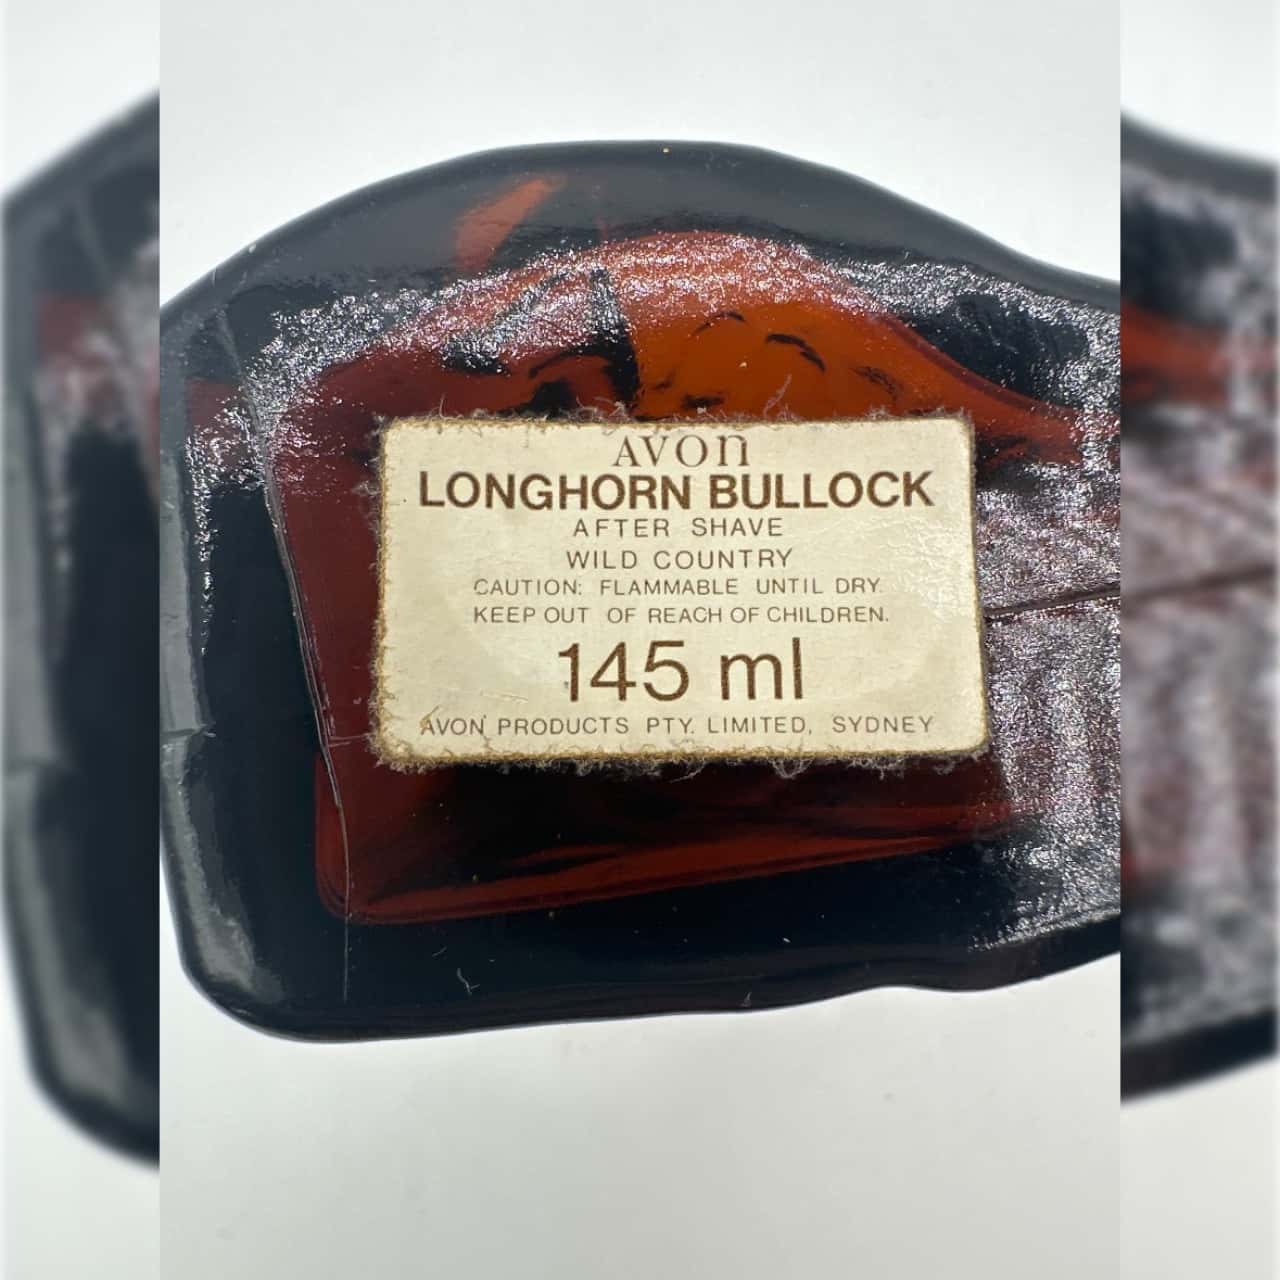 AVON
LONGHORN BULLOCK
AFTER SHAVE
WILD COUNTRY
CAUTION: FLAMMABLE UNTIL DRY.
KEEP OUT OF REACH OF CHILDREN.
145 ml
AVON PRODUCTS PTY. LIMITED, SYDNEY